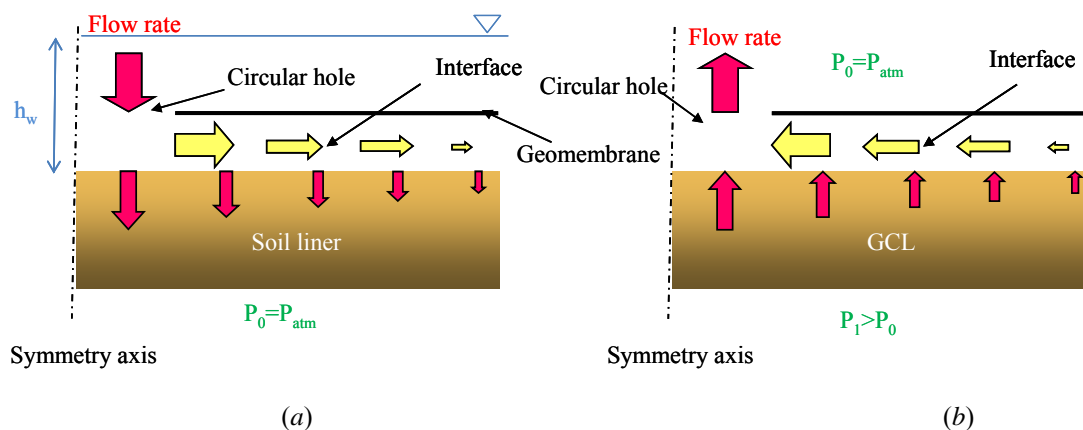 Flow rate
Circular hole
Interface
h_w
Geomembrane
Soil liner
P_0=P_atm
Symmetry axis
(a)
Flow rate
P_0=P_atm
Interface
Circular hole
GCL
P_1>P_0
Symmetry axis
(b)